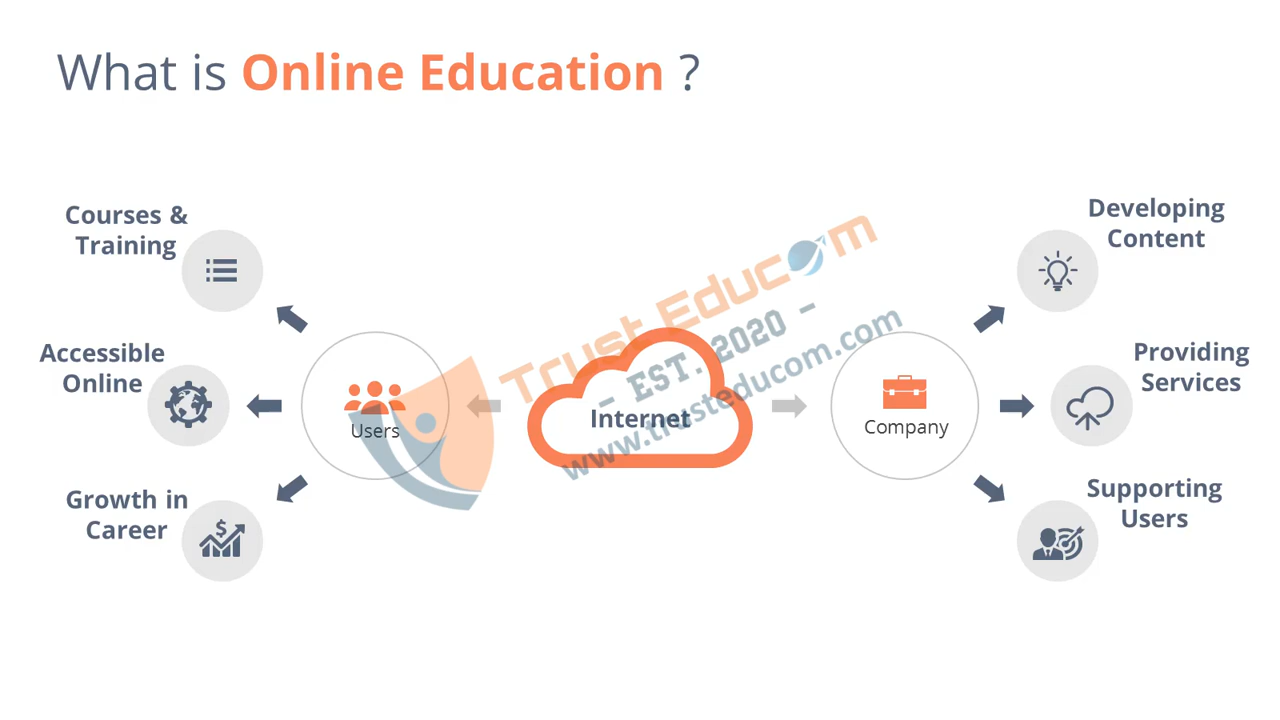 What is Online Education ?
Courses &
Training
Accessible
Online
Growth in
Career
Users
Internet
Company
Developing
Content
Providing
Services
Supporting
Users
Trust Educom
- EST. 2020 -
www.trusteducom.com